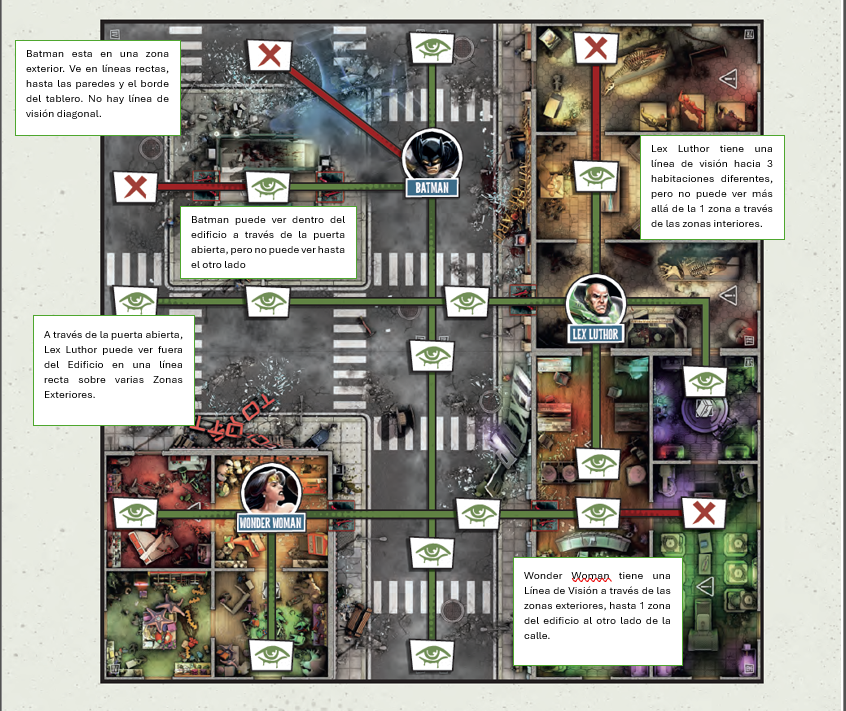 Batman esta en una zona
exterior. Ve en líneas rectas,
hasta las paredes y el borde
del tablero. No hay línea de
visión diagonal.
BATMAN
Lex Luthor tiene una
línea de visión hacia 3
habitaciones diferentes,
pero no puede ver más
allá de la 1 zona a través
de las zonas interiores.
Batman puede ver dentro del
edificio a través de la puerta
abierta, pero no puede ver hasta
el otro lado
LEX LUTHOR
A través de la puerta abierta,
Lex Luthor puede ver fuera
del Edificio en una línea
recta sobre varias Zonas
Exteriores.
WONDER WOMAN
Wonder Woman tiene una
Línea de Visión a través de las
zonas exteriores, hasta 1 zona
del edificio al otro lado de la
calle.